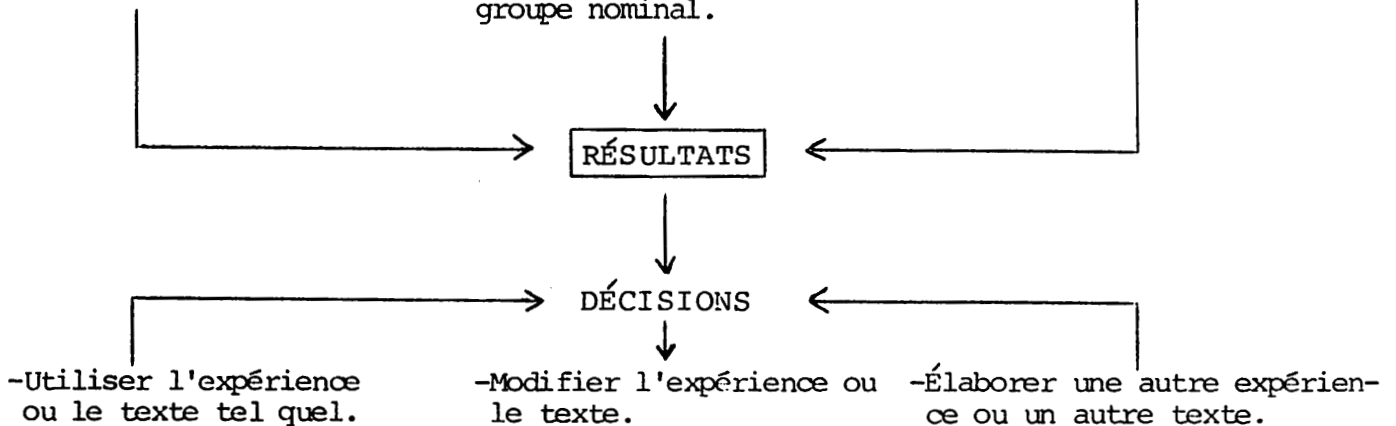 groupe nominal.
RÉSULTATS
DÉCISIONS
-Utiliser l'expérience
ou le texte tel quel.
-Modifier l'expérience ou
le texte.
-Élaborer une autre expérien-
ce ou un autre texte.